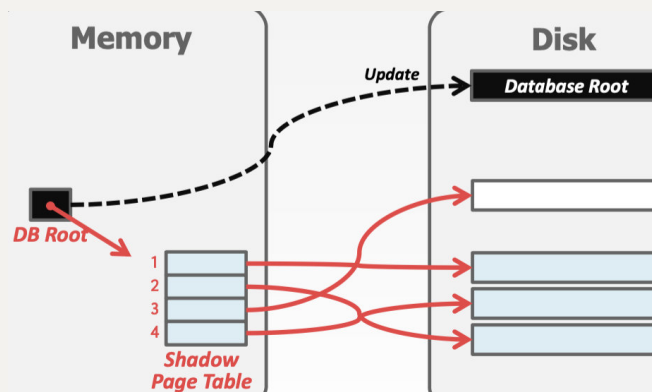 Memory
Disk
Update
Database Root
DB Root
1
2
3
4
Shadow
Page Table